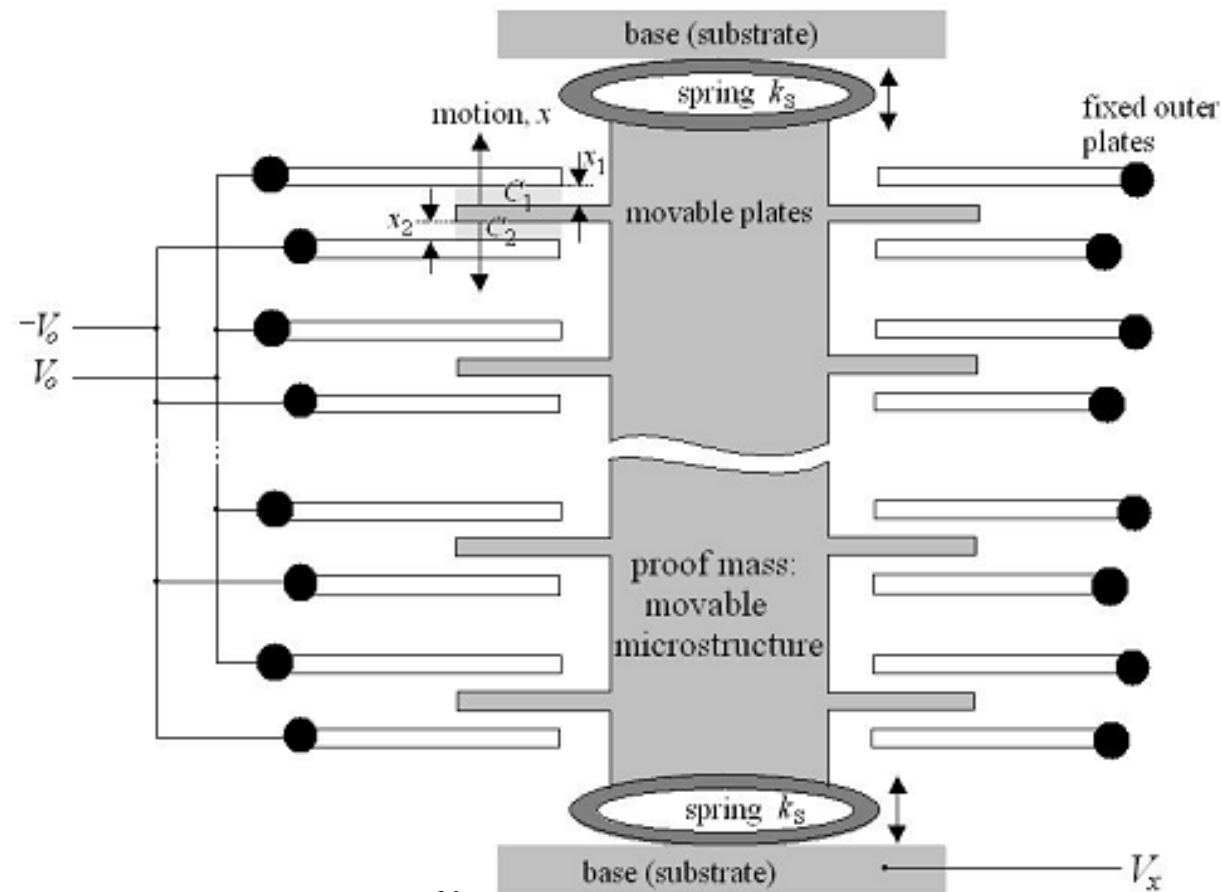 base (substrate)
spring k_s
motion, x
fixed outer
plates
x_1
C_1
movable plates
x_2
C_2
-V_o
V_o
proof mass:
movable
microstructure
spring k_s
base (substrate)
V_x